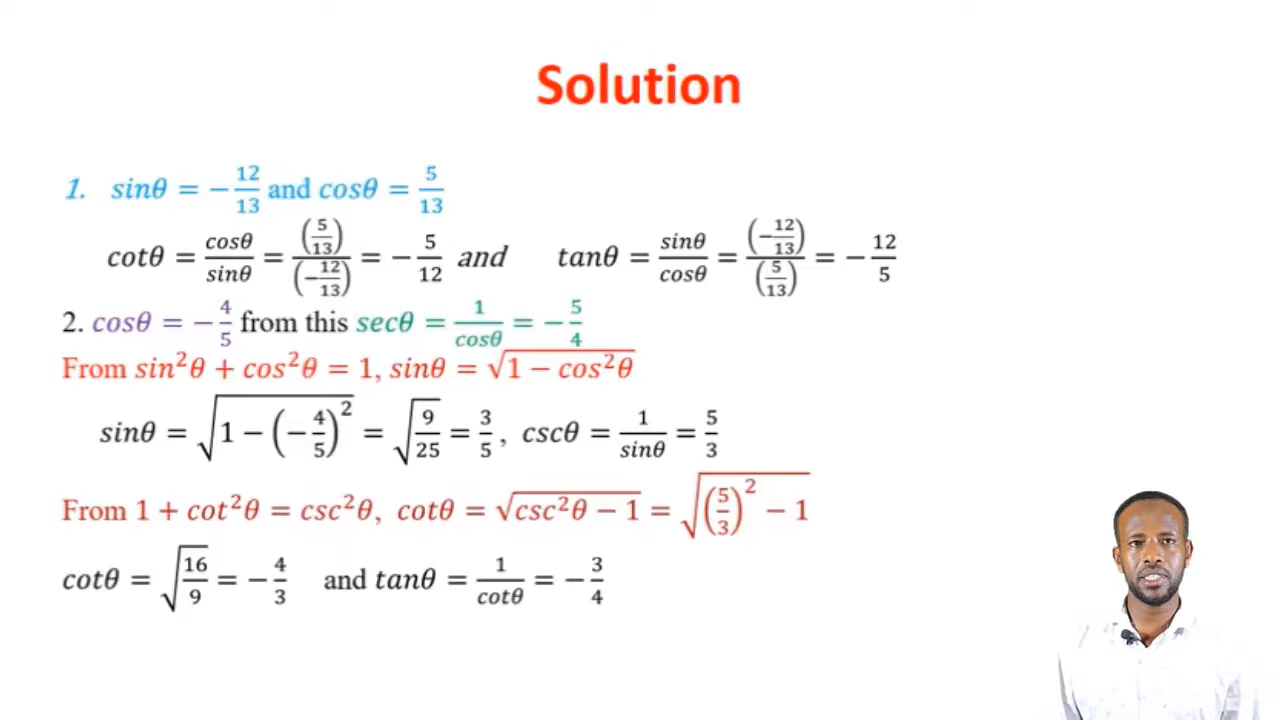 Solution
1. sinθ = −12/13 and cosθ = 5/13
cotθ = cosθ/sinθ = (5/13)/(−12/13) = −5/12 and tanθ = sinθ/cosθ = (−12/13)/(5/13) = −12/5
2. cosθ = −4/5 from this secθ = 1/cosθ = −5/4
From sin²θ + cos²θ = 1, sinθ = √(1 − cos²θ)
sinθ = √(1 − (−4/5)²) = √(9/25) = 3/5, cscθ = 1/sinθ = 5/3
From 1 + cot²θ = csc²θ, cotθ = √(csc²θ − 1) = √((5/3)² − 1)
cotθ = √(16/9) = −4/3 and tanθ = 1/cotθ = −3/4